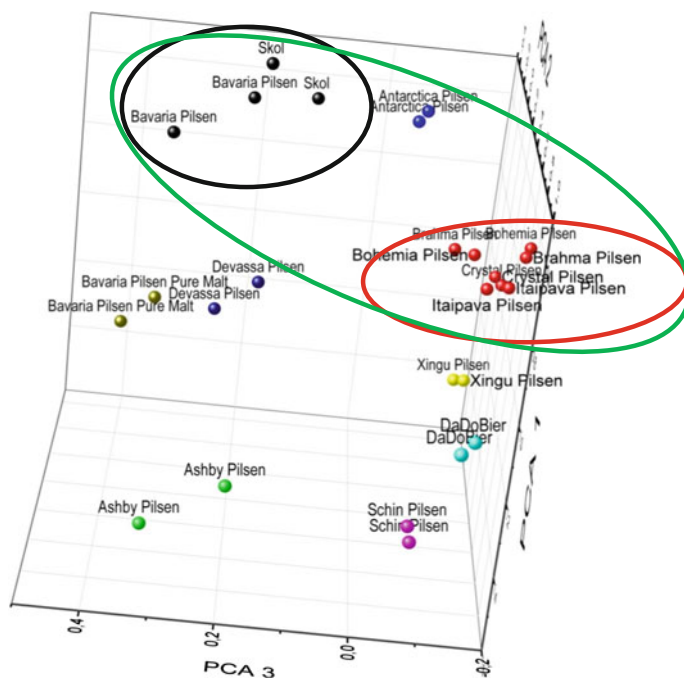 Skol
Bavaria Pilsen
Skol
Bavaria Pilsen
Antarctica Pilsen
Antarctica Pilsen
Brahma Pilsen
Bohemia Pilsen
Bohemia Pilsen
Brahma Pilsen
Crystal Pilsen
Crystal Pilsen
Itaipava Pilsen
Itaipava Pilsen
Devassa Pilsen
Bavaria Pilsen Pure Malt
Devassa Pilsen
Bavaria Pilsen Pure Malt
Xingu Pilsen
Xingu Pilsen
DaDoBier
DaDoBier
Ashby Pilsen
Ashby Pilsen
Schin Pilsen
Schin Pilsen
PCA 1
0,4
0,2
0,0
-0,2
PCA 3